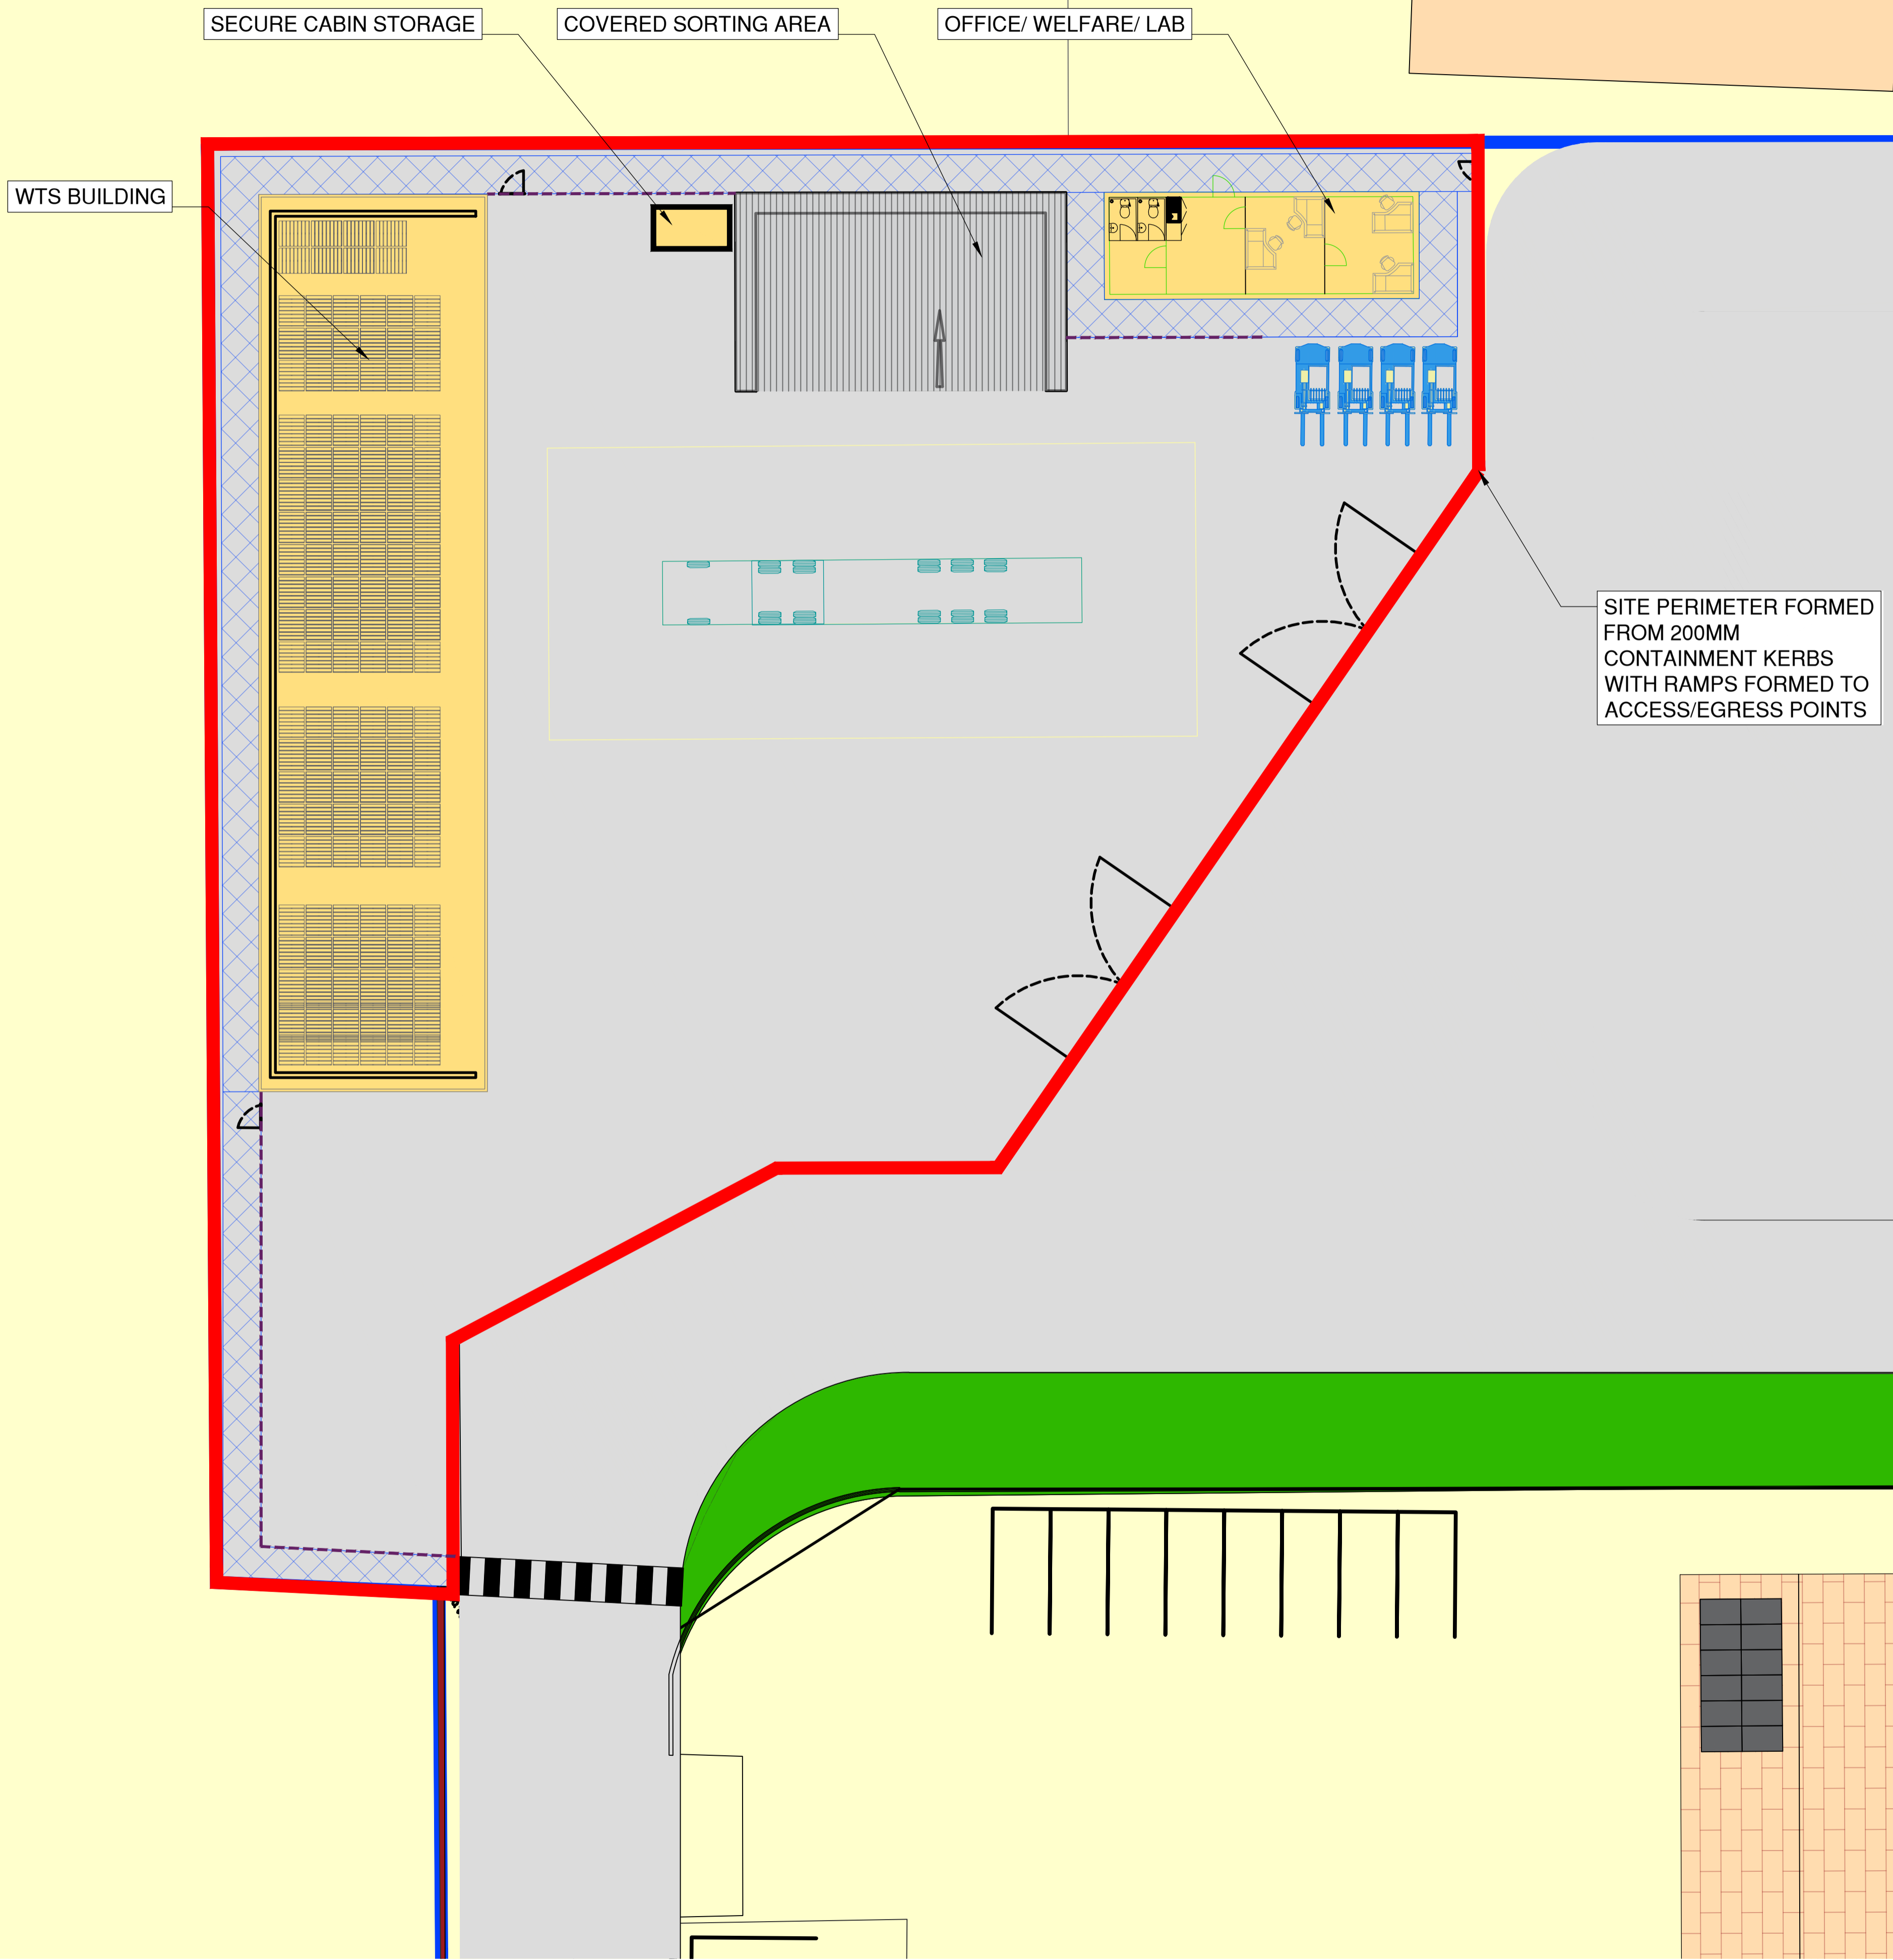 SECURE CABIN STORAGE
COVERED SORTING AREA
OFFICE/ WELFARE/ LAB
WTS BUILDING
SITE PERIMETER FORMED
FROM 200MM
CONTAINMENT KERBS
WITH RAMPS FORMED TO
ACCESS/EGRESS POINTS